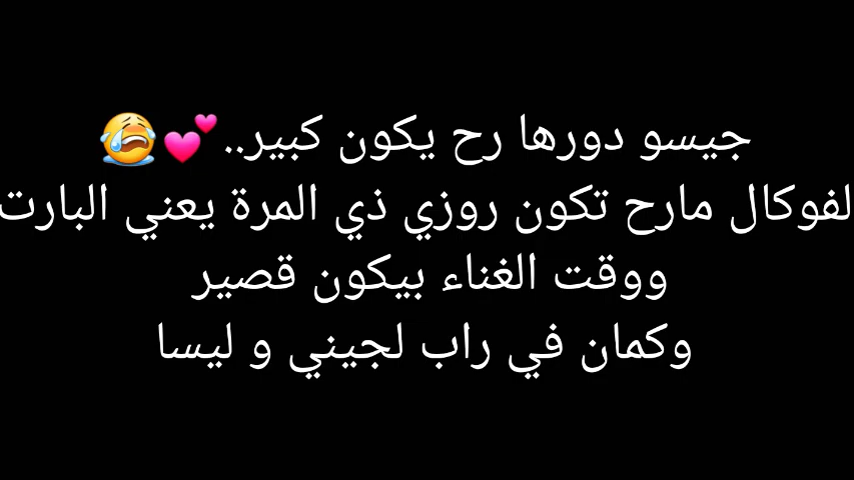 جيسو دورها رح يكون كبير..💕😭
لفوكال مارح تكون روزي ذي المرة يعني البارت
ووقت الغناء بيكون قصير
وكمان في راب لجيني و ليسا